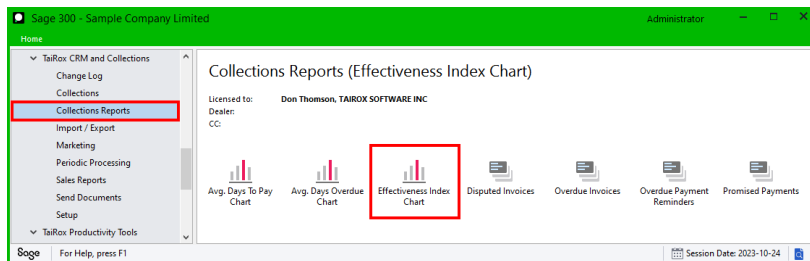 Sage 300 - Sample Company Limited
Administrator
Home
TaiRox CRM and Collections
Change Log
Collections
Collections Reports
Import / Export
Marketing
Periodic Processing
Sales Reports
Send Documents
Setup
TaiRox Productivity Tools
Collections Reports (Effectiveness Index Chart)
Licensed to: Don Thomson, TAIROX SOFTWARE INC
Dealer:
CC:
Avg. Days To Pay
Chart
Avg. Days Overdue
Chart
Effectiveness Index
Chart
Disputed Invoices
Overdue Invoices
Overdue Payment
Reminders
Promised Payments
Sage
For Help, press F1
Session Date: 2023-10-24